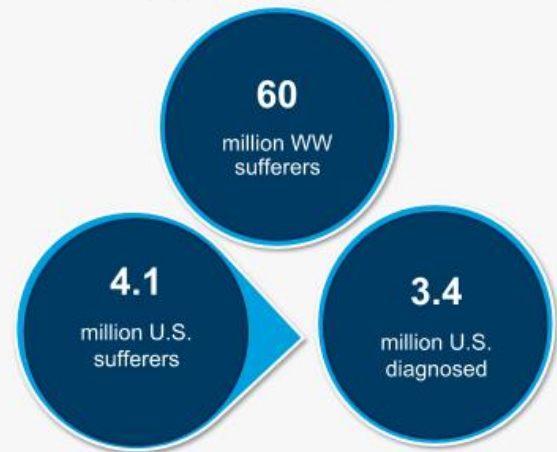 60
million WW
sufferers
4.1
million U.S.
sufferers
3.4
million U.S.
diagnosed